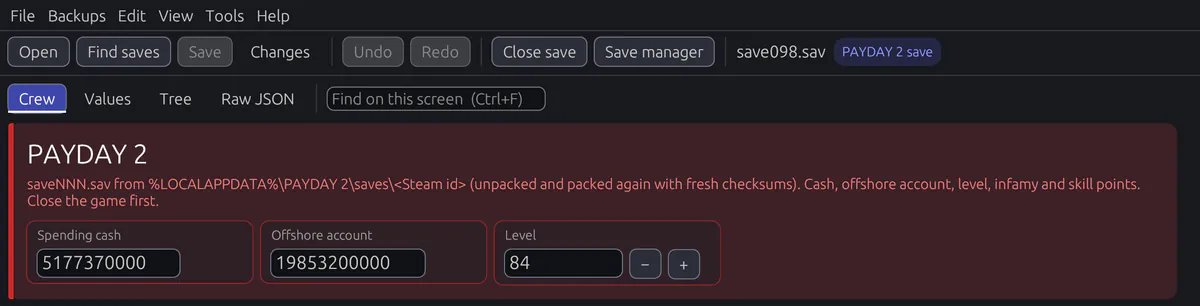 File Backups Edit View Tools Help
Open Find saves Save Changes Undo Redo Close save Save manager save098.sav PAYDAY 2 save
Crew Values Tree Raw JSON Find on this screen (Ctrl+F)
PAYDAY 2
saveNNN.sav from %LOCALAPPDATA%\PAYDAY 2\saves\<Steam id> (unpacked and packed again with fresh checksums). Cash, offshore account, level, infamy and skill points.
Close the game first.
Spending cash Offshore account Level
5177370000 19853200000 84 − +